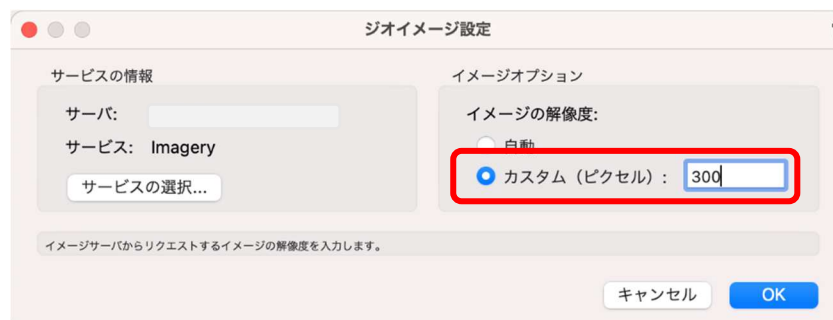 ジオイメージ設定
サービスの情報
サーバ:
サービス: Imagery
サービスの選択...
イメージオプション
イメージの解像度:
自動
カスタム（ピクセル）: 300
イメージサーバからリクエストするイメージの解像度を入力します。
キャンセル
OK